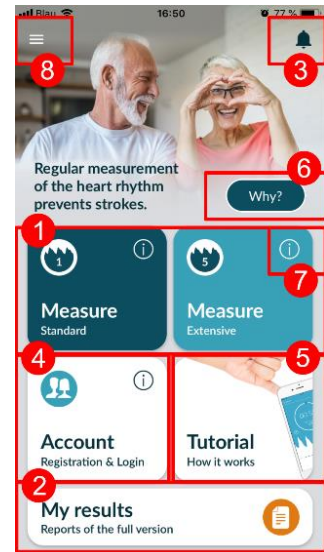 Blau 16:50 77 %
8
3
Regular measurement
of the heart rhythm
prevents strokes.
6
Why?
1
1
5
7
Measure
Standard
Measure
Extensive
4
5
Account
Registration & Login
Tutorial
How it works
2
My results
Reports of the full version